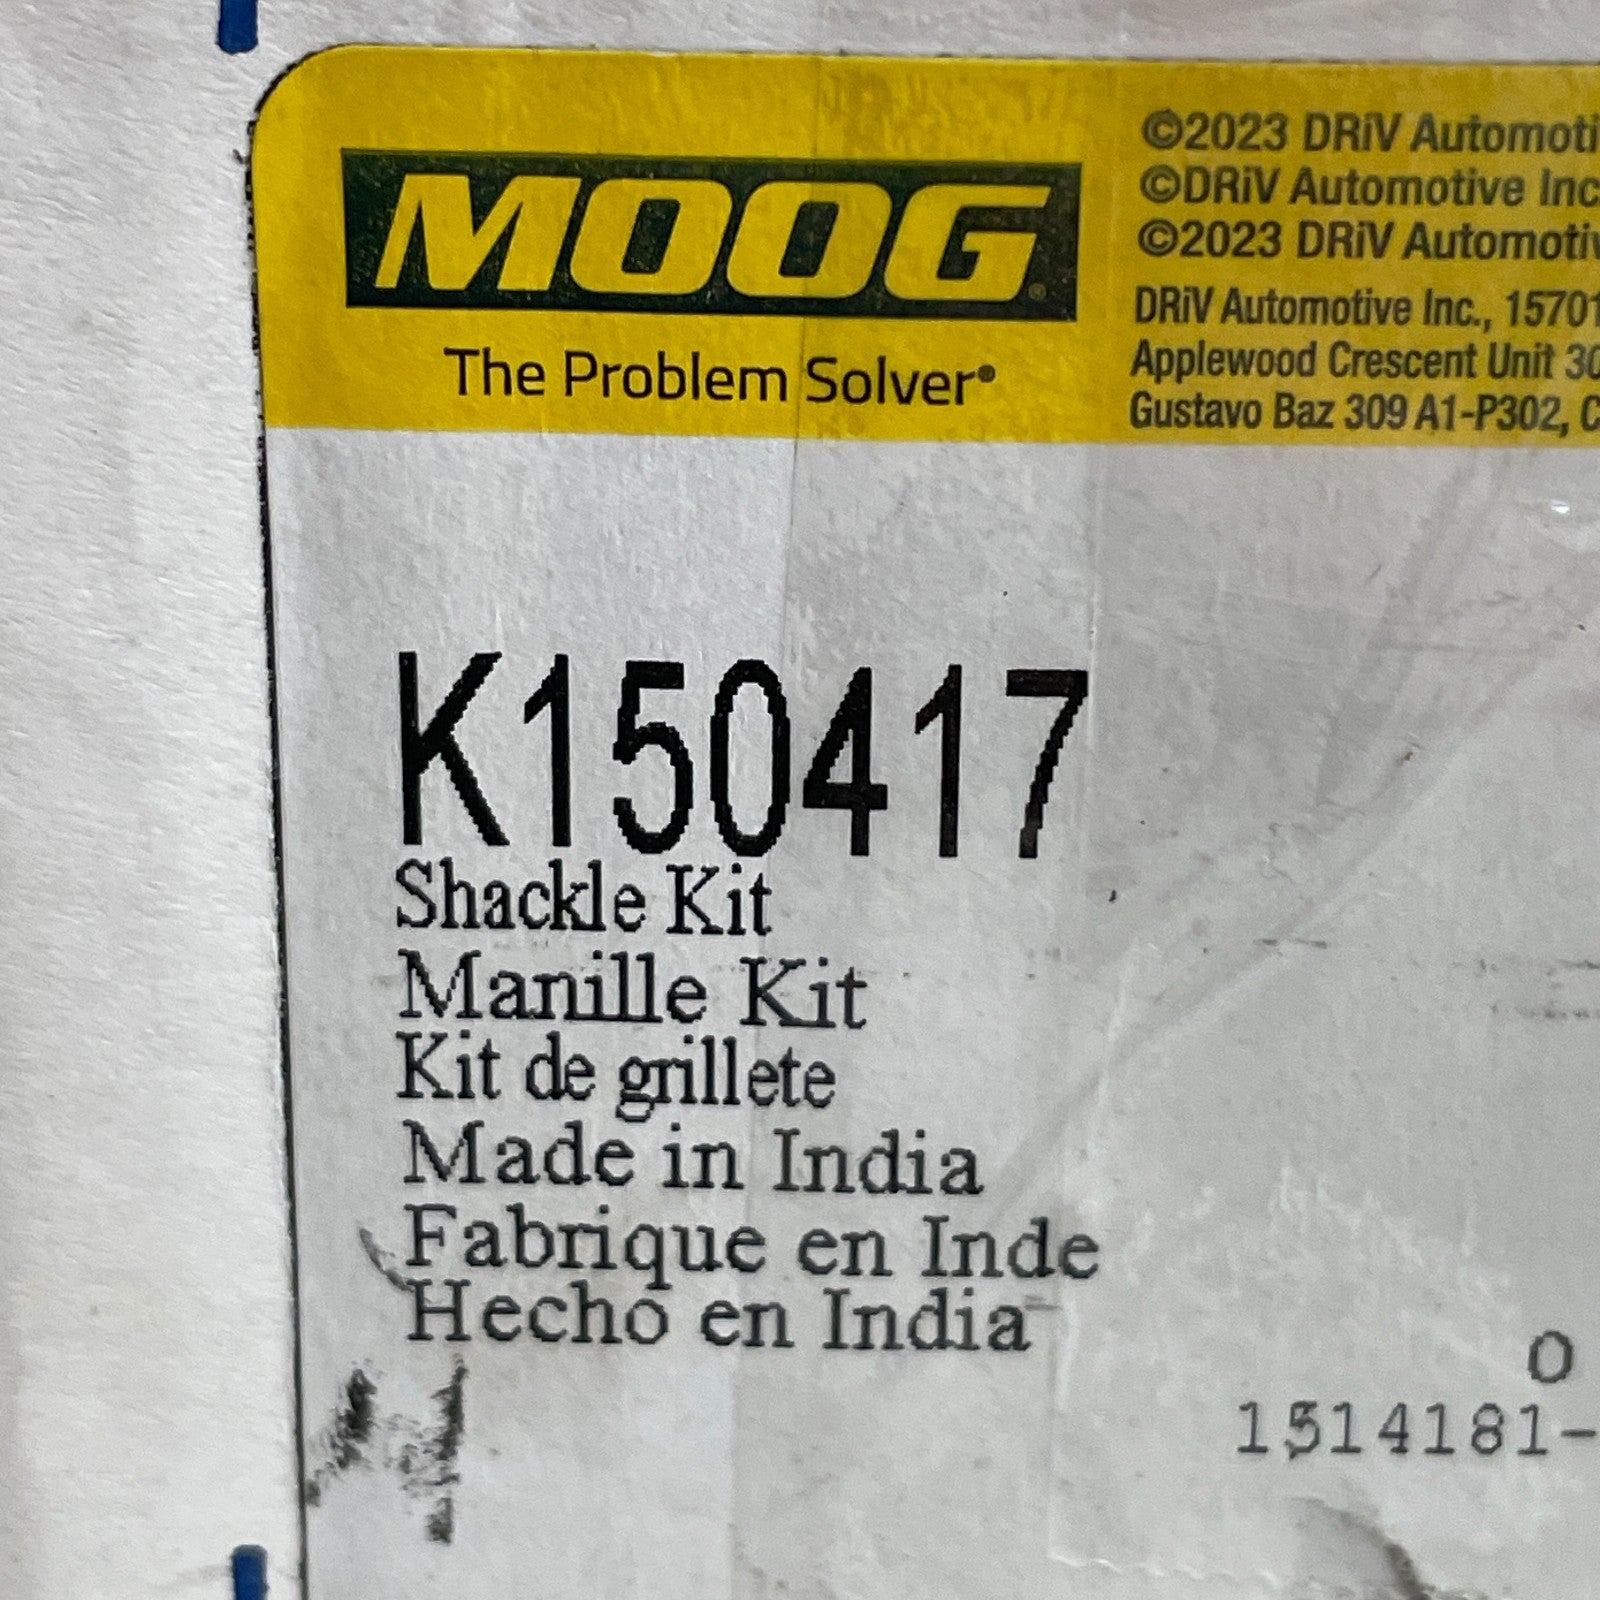 MOOG
The Problem Solver®
©2023 DRiV Automoti
©DRiV Automotive Inc
©2023 DRiV Automotiv
DRiV Automotive Inc., 15701
Applewood Crescent Unit 30
Gustavo Baz 309 A1-P302, C
K150417
Shackle Kit
Manille Kit
Kit de grillete
Made in India
Fabrique en Inde
Hecho en India
0
1514181-